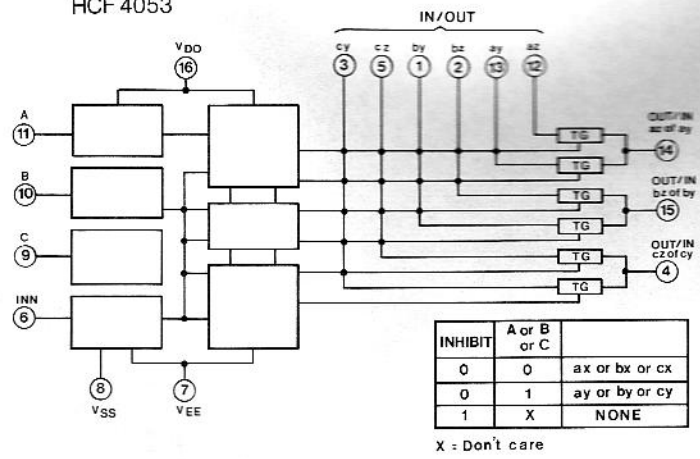 HCF 4053
IN/OUT
cy cz by bz ay az
3 5 1 2 13 12
VDO
16
A
11
B
10
C
9
INN
6
8
VSS
7
VEE
TG
TG
TG
TG
TG
TG
OUT/IN
az of ay
14
OUT/IN
bz of by
15
OUT/IN
cz of cy
4
INHIBIT A or B or C
0 0 ax or bx or cx
0 1 ay or by or cy
1 X NONE
X = Don't care